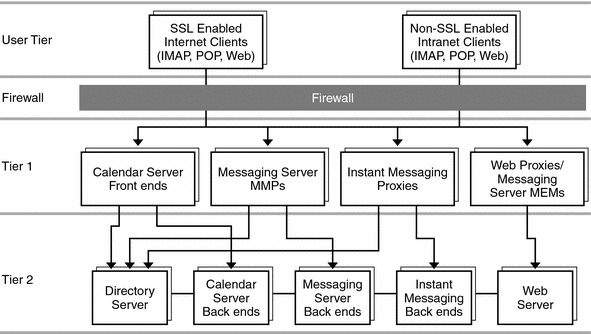 User Tier
SSL Enabled
Internet Clients
(IMAP, POP, Web)
Non-SSL Enabled
Intranet Clients
(IMAP, POP, Web)
Firewall
Firewall
Tier 1
Calendar Server
Front ends
Messaging Server
MMPs
Instant Messaging
Proxies
Web Proxies/
Messaging
Server MEMs
Tier 2
Directory
Server
Calendar
Server
Back ends
Messaging
Server
Back ends
Instant
Messaging
Back ends
Web
Server